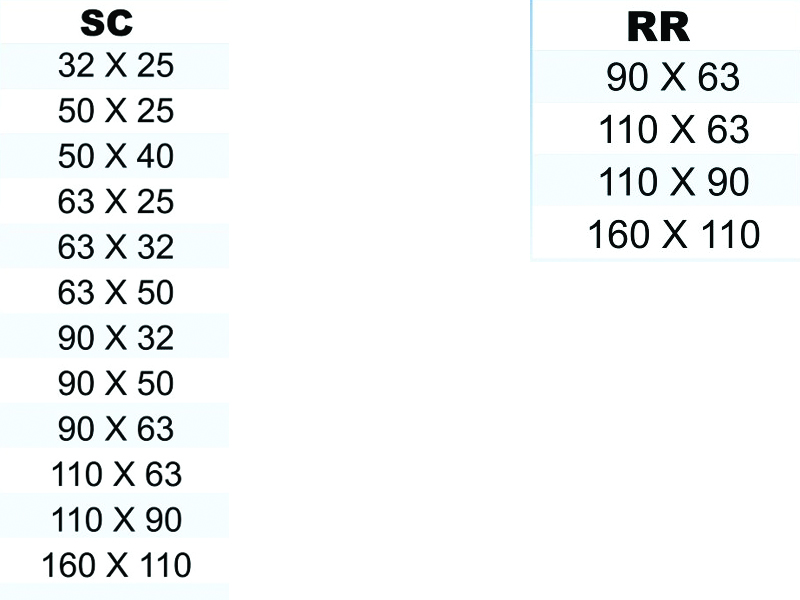 SC
32 X 25
50 X 25
50 X 40
63 X 25
63 X 32
63 X 50
90 X 32
90 X 50
90 X 63
110 X 63
110 X 90
160 X 110
RR
90 X 63
110 X 63
110 X 90
160 X 110